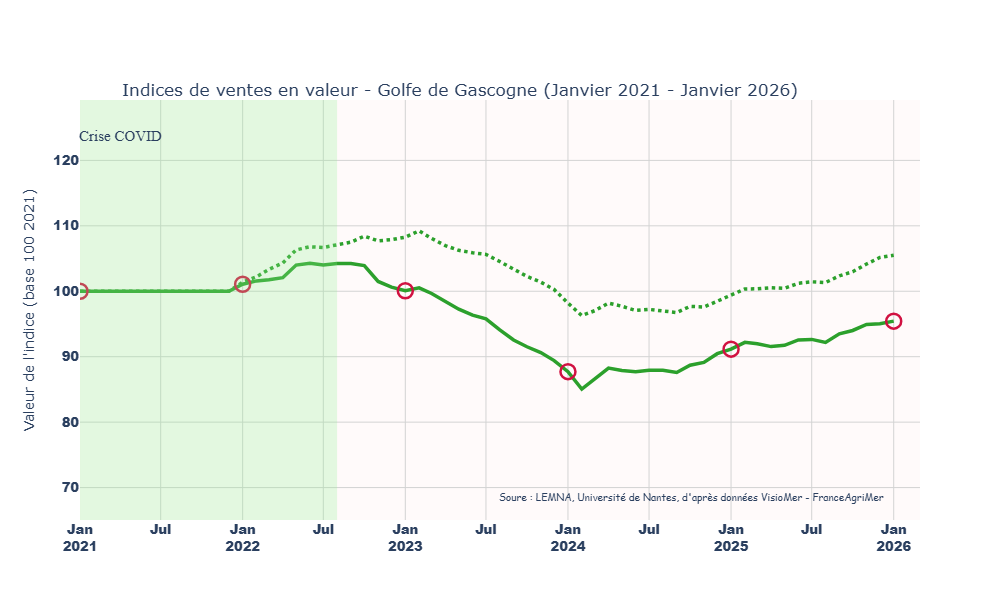 Indices de ventes en valeur - Golfe de Gascogne (Janvier 2021 - Janvier 2026)
Crise COVID
Valeur de l'indice (base 100 2021)
120
110
100
90
80
70
Soure : LEMNA, Université de Nantes, d'après données VisioMer - FranceAgriMer
Jan Jul Jan Jul Jan Jul Jan Jul Jan Jul Jan
2021 2022 2023 2024 2025 2026